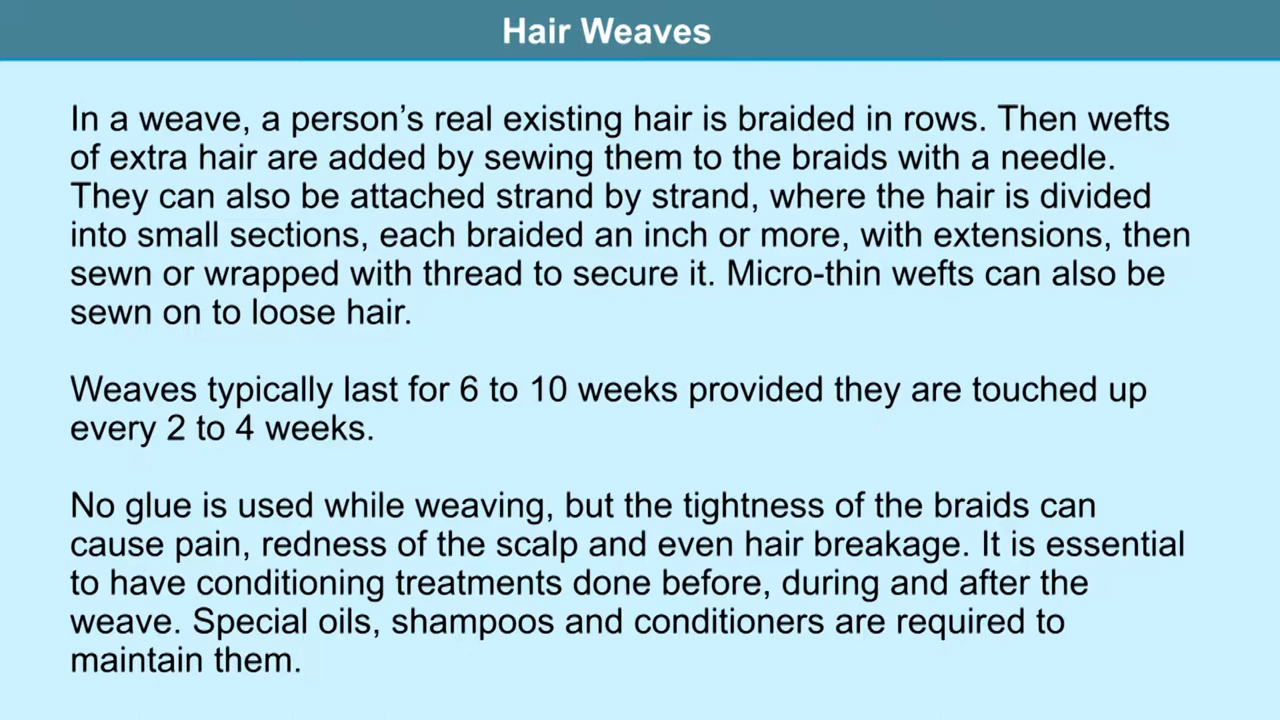 Hair Weaves
In a weave, a person’s real existing hair is braided in rows. Then wefts
of extra hair are added by sewing them to the braids with a needle.
They can also be attached strand by strand, where the hair is divided
into small sections, each braided an inch or more, with extensions, then
sewn or wrapped with thread to secure it. Micro-thin wefts can also be
sewn on to loose hair.
Weaves typically last for 6 to 10 weeks provided they are touched up
every 2 to 4 weeks.
No glue is used while weaving, but the tightness of the braids can
cause pain, redness of the scalp and even hair breakage. It is essential
to have conditioning treatments done before, during and after the
weave. Special oils, shampoos and conditioners are required to
maintain them.